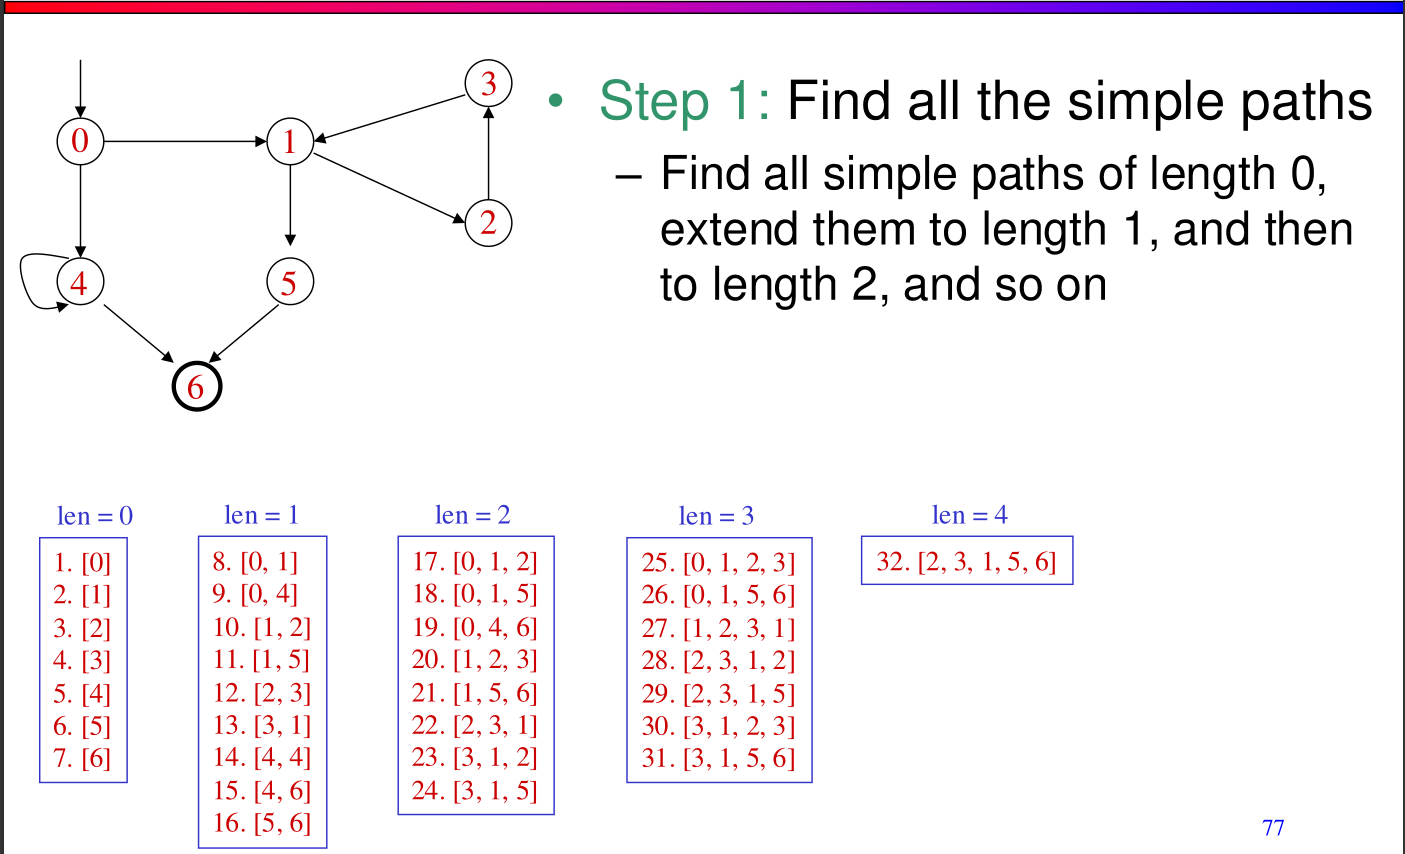 • Step 1: Find all the simple paths
– Find all simple paths of length 0,
extend them to length 1, and then
to length 2, and so on
0
1
3
2
4
5
6
len = 0
1. [0]
2. [1]
3. [2]
4. [3]
5. [4]
6. [5]
7. [6]
len = 1
8. [0, 1]
9. [0, 4]
10. [1, 2]
11. [1, 5]
12. [2, 3]
13. [3, 1]
14. [4, 4]
15. [4, 6]
16. [5, 6]
len = 2
17. [0, 1, 2]
18. [0, 1, 5]
19. [0, 4, 6]
20. [1, 2, 3]
21. [1, 5, 6]
22. [2, 3, 1]
23. [3, 1, 2]
24. [3, 1, 5]
len = 3
25. [0, 1, 2, 3]
26. [0, 1, 5, 6]
27. [1, 2, 3, 1]
28. [2, 3, 1, 2]
29. [2, 3, 1, 5]
30. [3, 1, 2, 3]
31. [3, 1, 5, 6]
len = 4
32. [2, 3, 1, 5, 6]
77